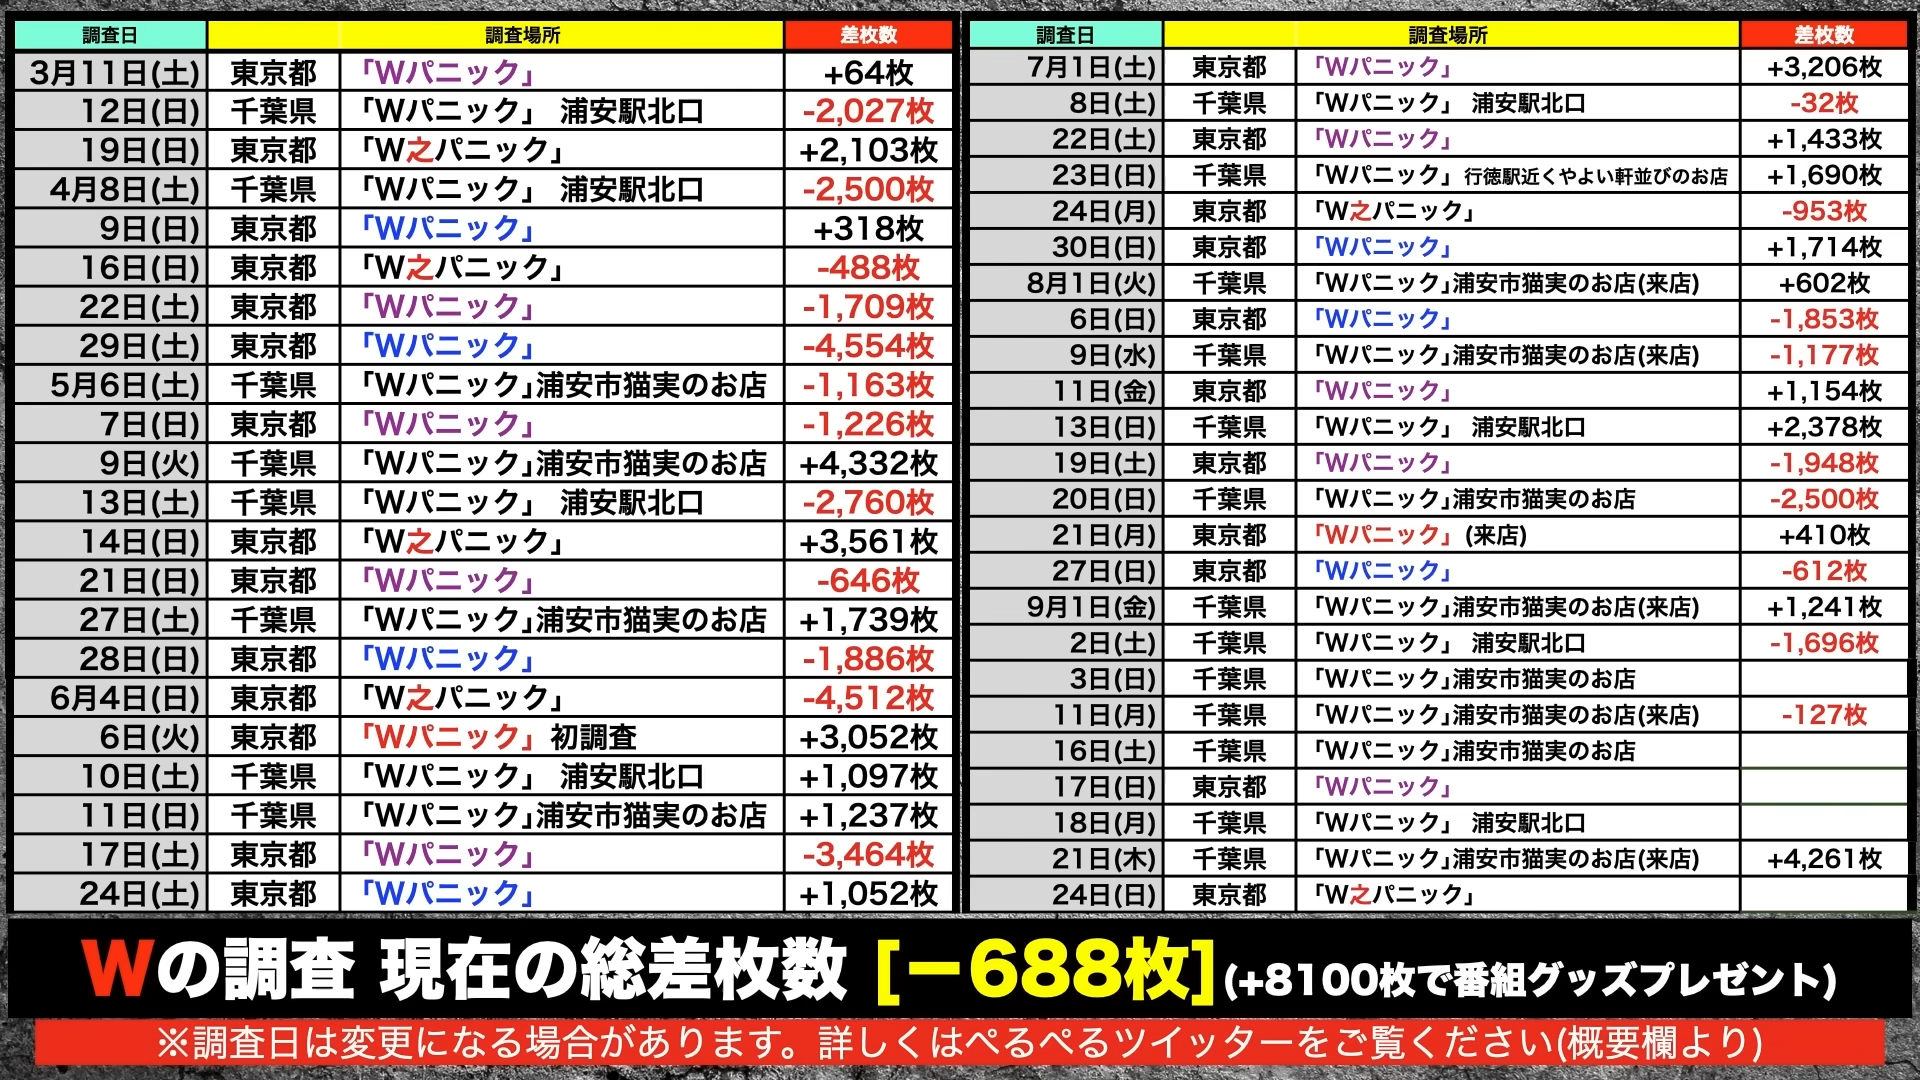 調査日 調査場所 差枚数
3月11日(土) 東京都 「Wパニック」 +64枚
12日(日) 千葉県 「Wパニック」 浦安駅北口 -2,027枚
19日(日) 東京都 「W之パニック」 +2,103枚
4月8日(土) 千葉県 「Wパニック」 浦安駅北口 -2,500枚
9日(日) 東京都 「Wパニック」 +318枚
16日(日) 東京都 「W之パニック」 -488枚
22日(土) 東京都 「Wパニック」 -1,709枚
29日(土) 東京都 「Wパニック」 -4,554枚
5月6日(土) 千葉県 「Wパニック」浦安市猫実のお店 -1,163枚
7日(日) 東京都 「Wパニック」 -1,226枚
9日(火) 千葉県 「Wパニック」浦安市猫実のお店 +4,332枚
13日(土) 千葉県 「Wパニック」 浦安駅北口 -2,760枚
14日(日) 東京都 「W之パニック」 +3,561枚
21日(日) 東京都 「Wパニック」 -646枚
27日(土) 千葉県 「Wパニック」浦安市猫実のお店 +1,739枚
28日(日) 東京都 「Wパニック」 -1,886枚
6月4日(日) 東京都 「W之パニック」 -4,512枚
6日(火) 東京都 「Wパニック」 初調査 +3,052枚
10日(土) 千葉県 「Wパニック」 浦安駅北口 +1,097枚
11日(日) 千葉県 「Wパニック」浦安市猫実のお店 +1,237枚
17日(土) 東京都 「Wパニック」 -3,464枚
24日(土) 東京都 「Wパニック」 +1,052枚
調査日 調査場所 差枚数
7月1日(土) 東京都 「Wパニック」 +3,206枚
8日(土) 千葉県 「Wパニック」 浦安駅北口 -32枚
22日(土) 東京都 「Wパニック」 +1,433枚
23日(日) 千葉県 「Wパニック」 行徳駅近くやよい軒並びのお店 +1,690枚
24日(月) 東京都 「W之パニック」 -953枚
30日(日) 東京都 「Wパニック」 +1,714枚
8月1日(火) 千葉県 「Wパニック」浦安市猫実のお店(来店) +602枚
6日(日) 東京都 「Wパニック」 -1,853枚
9日(水) 千葉県 「Wパニック」浦安市猫実のお店(来店) -1,177枚
11日(金) 東京都 「Wパニック」 +1,154枚
13日(日) 千葉県 「Wパニック」 浦安駅北口 +2,378枚
19日(土) 東京都 「Wパニック」 -1,948枚
20日(日) 千葉県 「Wパニック」浦安市猫実のお店 -2,500枚
21日(月) 東京都 「Wパニック」 (来店) +410枚
27日(日) 東京都 「Wパニック」 -612枚
9月1日(金) 千葉県 「Wパニック」浦安市猫実のお店(来店) +1,241枚
2日(土) 千葉県 「Wパニック」 浦安駅北口 -1,696枚
3日(日) 千葉県 「Wパニック」浦安市猫実のお店
11日(月) 千葉県 「Wパニック」浦安市猫実のお店(来店) -127枚
16日(土) 千葉県 「Wパニック」浦安市猫実のお店
17日(日) 東京都 「Wパニック」
18日(月) 千葉県 「Wパニック」 浦安駅北口
21日(木) 千葉県 「Wパニック」浦安市猫実のお店(来店) +4,261枚
24日(日) 東京都 「W之パニック」
Wの調査 現在の総差枚数 [ー688枚](+8100枚で番組グッズプレゼント)
※調査日は変更になる場合があります。詳しくはぺるぺるツイッターをご覧ください(概要欄より)